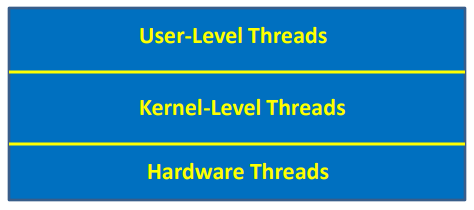 User-Level Threads
Kernel-Level Threads
Hardware Threads